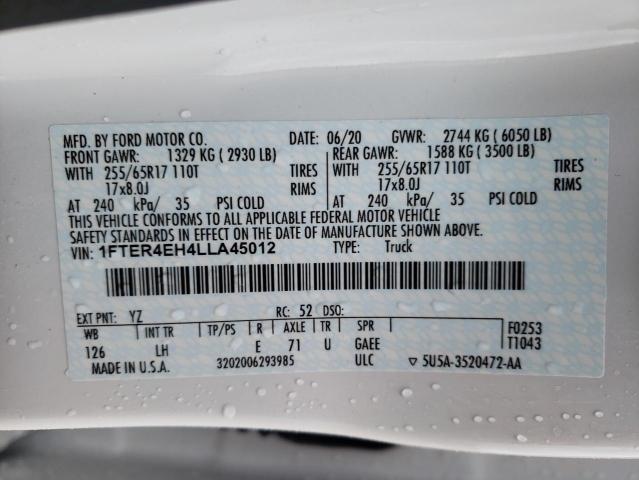 MFD. BY FORD MOTOR CO. DATE: 06/20 GVWR: 2744 KG ( 6050 LB)
FRONT GAWR: 1329 KG ( 2930 LB) REAR GAWR: 1588 KG ( 3500 LB)
WITH 255/65R17 110T TIRES WITH 255/65R17 110T TIRES
17x8.0J RIMS 17x8.0J RIMS
AT 240 kPa/ 35 PSI COLD AT 240 kPa/ 35 PSI COLD
THIS VEHICLE CONFORMS TO ALL APPLICABLE FEDERAL MOTOR VEHICLE
SAFETY STANDARDS IN EFFECT ON THE DATE OF MANUFACTURE SHOWN ABOVE.
VIN: 1FTER4EH4LLA45012 TYPE: Truck
EXT PNT: YZ RC: 52 DSO:
WB INT TR TP/PS R AXLE TR SPR F0253
126 LH E 71 U GAEE T1043
MADE IN U.S.A. 3202006293985 ULC ▽ 5U5A-3520472-AA